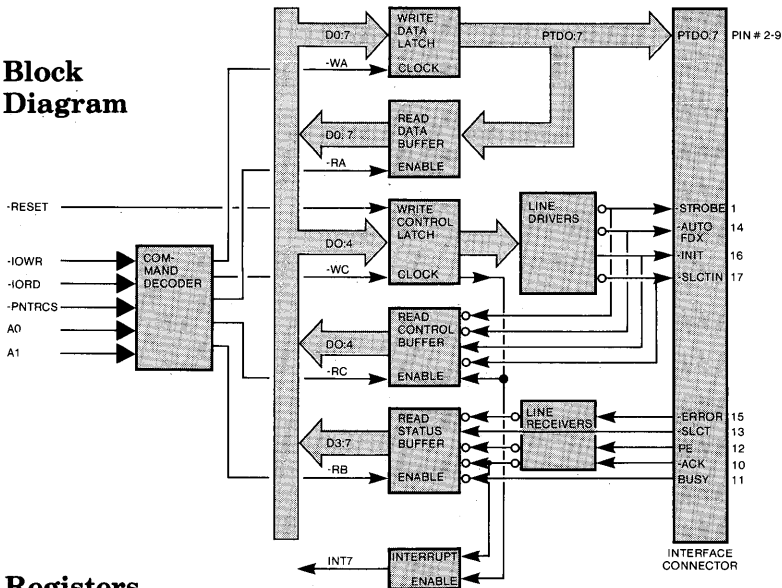 Block
Diagram
-RESET
-IOWR
-IORD
-PNTRCS
A0
A1
COM-
MAND
DECODER
D0:7
-WA
WRITE
DATA
LATCH
CLOCK
PTDO:7
PTDO:7
PIN # 2-9
D0:7
-RA
READ
DATA
BUFFER
ENABLE
DO:4
-WC
WRITE
CONTROL
LATCH
CLOCK
LINE
DRIVERS
-STROBE 1
-AUTO 14
FDX
-INIT 16
-SLCTIN 17
DO:4
-RC
READ
CONTROL
BUFFER
ENABLE
D3:7
-RB
READ
STATUS
BUFFER
ENABLE
LINE
RECEIVERS
-ERROR 15
-SLCT 13
PE 12
-ACK 10
BUSY 11
INTERFACE
CONNECTOR
INT7
INTERRUPT
ENABLE
Registers